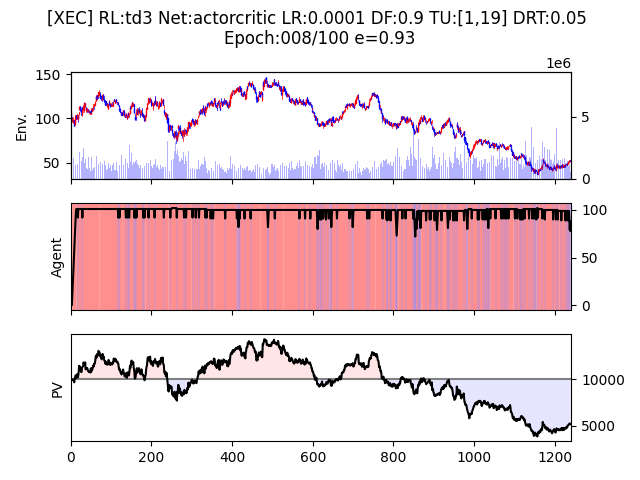 [XEC] RL:td3 Net:actorcritic LR:0.0001 DF:0.9 TU:[1,19] DRT:0.05
Epoch:008/100 e=0.93
1e6
150
100
50
Env.
5
0
Agent
100
50
0
PV
10000
5000
0 200 400 600 800 1000 1200